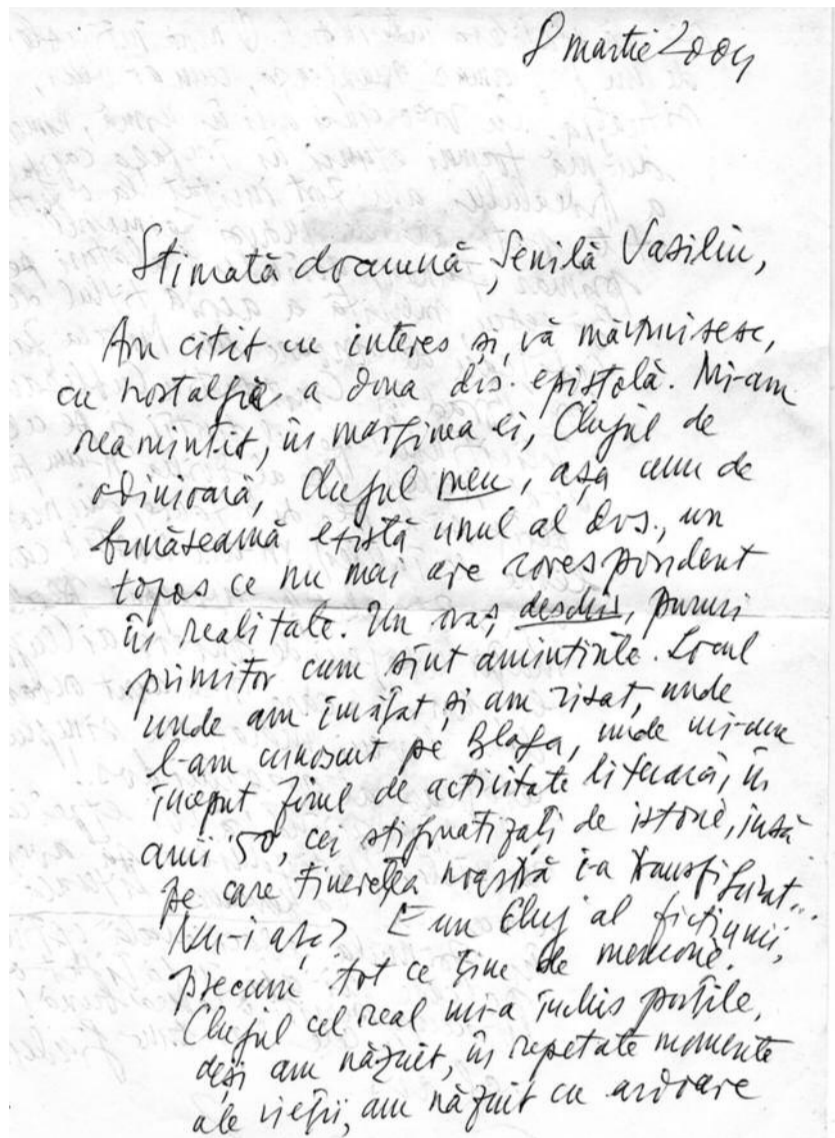 8 martie 2004
Stimată doamnă Șenilă Vasiliu,
Am citit cu interes și, vă mărturisesc,
cu nostalgie a doua dvs. epistolă. Mi-am
reamintit, în marginea ei, Clujul de
odinioară, Clujul meu, așa cum de
bunăseamă există unul al dvs., un
topos ce nu mai are corespondent
în realitate. Un oraș deschis, pururi
primitor cum sînt amintirile. Locul
unde am învățat și am visat, unde
l-am cunoscut pe Blaga, unde mi-am
început firul de activitate literară, în
anii '50, cei stigmatizați de istorie, însă
pe care tinerețea noastră i-a transfigurat...
Nu-i așa? E un Cluj al ficțiunii,
precum tot ce ține de memorie.
Clujul cel real mi-a închis porțile,
deși am năzuit, în repetate momente
ale vieții, am năzuit cu ardoare